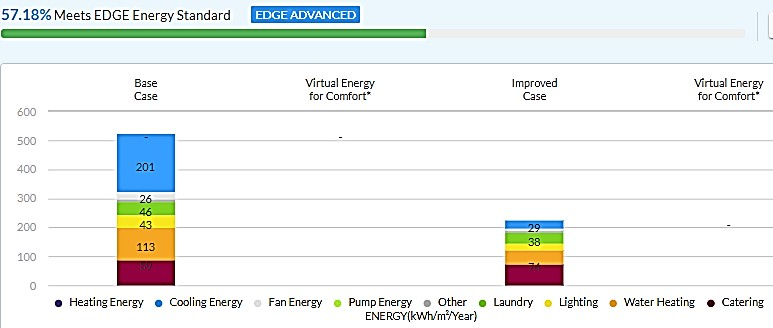 57.18% Meets EDGE Energy Standard EDGE ADVANCED
Base Case
Virtual Energy for Comfort*
Improved Case
Virtual Energy for Comfort*
600
500
400
300
200
100
0
-
201
26
46
43
113
-
29
38
74
-
Heating Energy Cooling Energy Fan Energy Pump Energy Other Laundry Lighting Water Heating Catering
ENERGY(kWh/m²/Year)